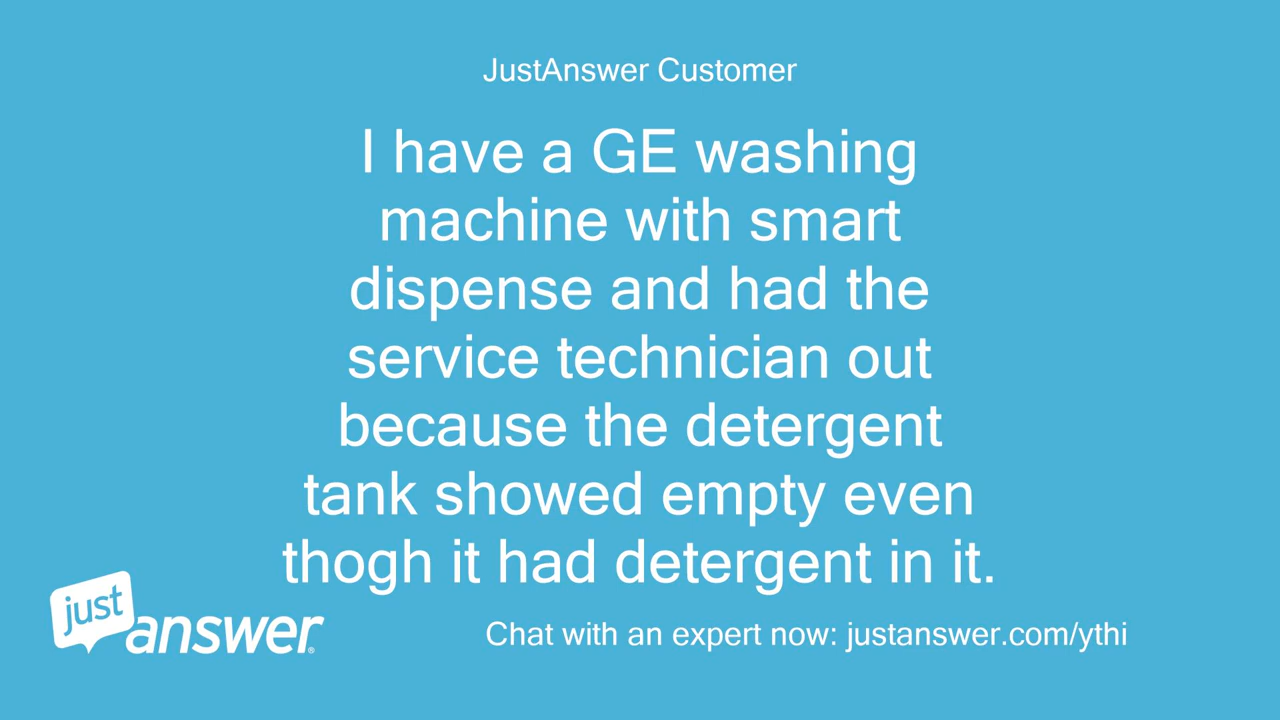 JustAnswer Customer
I have a GE washing
machine with smart
dispense and had the
service technician out
because the detergent
tank showed empty even
thogh it had detergent in it.
just
answer®
Chat with an expert now: justanswer.com/ythi